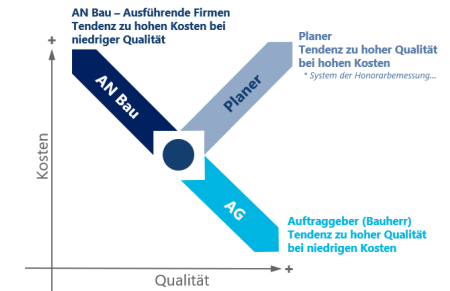 AN Bau – Ausführende Firmen
Tendenz zu hohen Kosten bei
niedriger Qualität
+
Planer
Tendenz zu hoher Qualität
bei hohen Kosten
* System der Honorarbemessung...
AN Bau
Planer
Kosten
AG
Auftraggeber (Bauherr)
Tendenz zu hoher Qualität
bei niedrigen Kosten
+
Qualität